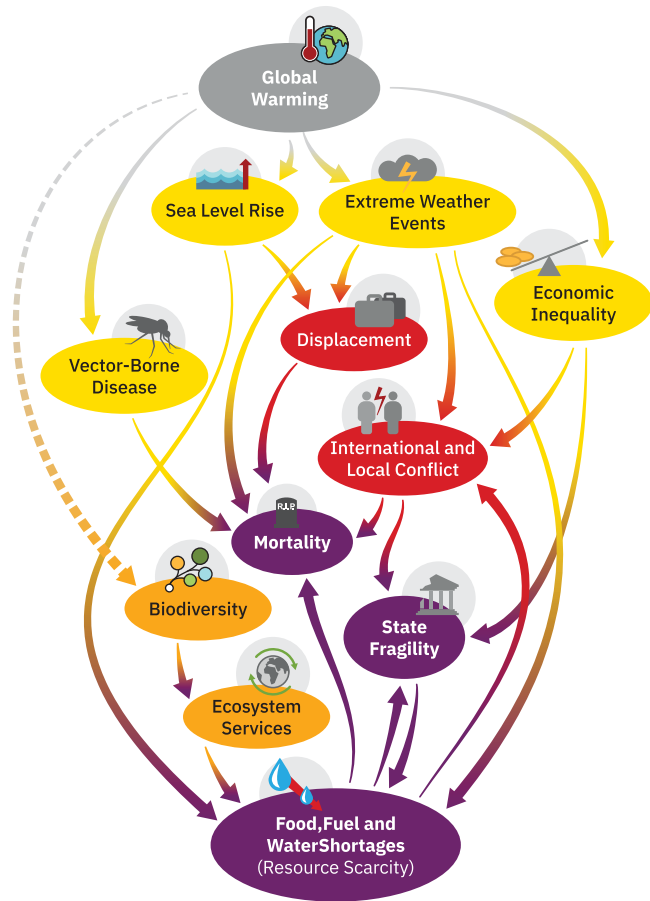 Global
Warming
Sea Level Rise
Extreme Weather
Events
Economic
Inequality
Displacement
Vector-Borne
Disease
International and
Local Conflict
R.I.P
Mortality
Biodiversity
State
Fragility
Ecosystem
Services
Food,Fuel and
WaterShortages
(Resource Scarcity)